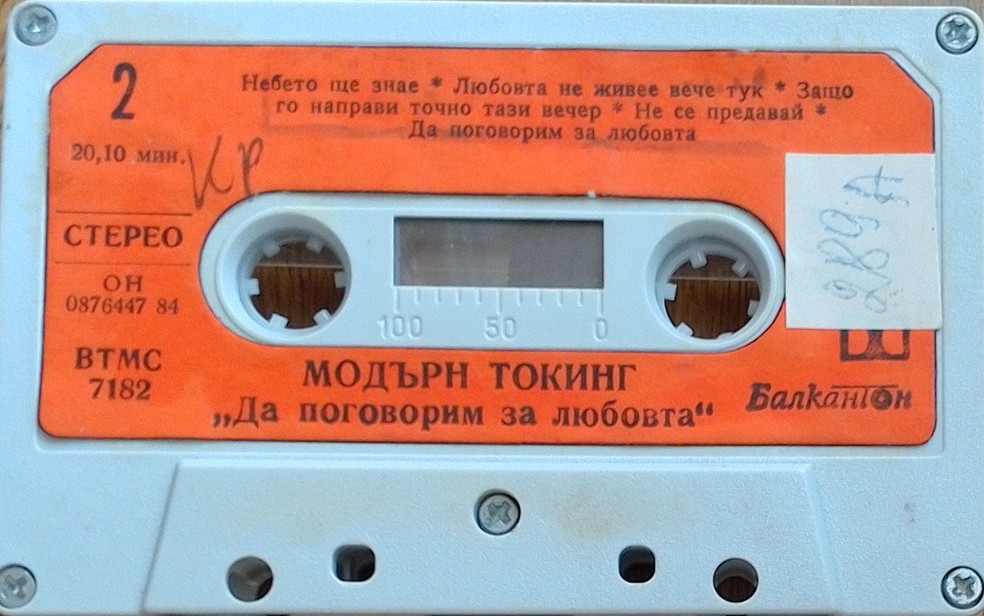 2
Небето ще знае * Любовта не живее вече тук * Защо
го направи точно тази вечер * Не се предавай *
Да поговорим за любовта
20,10 мин.
КР
289 А
СТЕРЕО
ОН
0876447 84
ВТМС
7182
100 50 0
МОДЪРН ТОКИНГ
„Да поговорим за любовта“
Балкантон